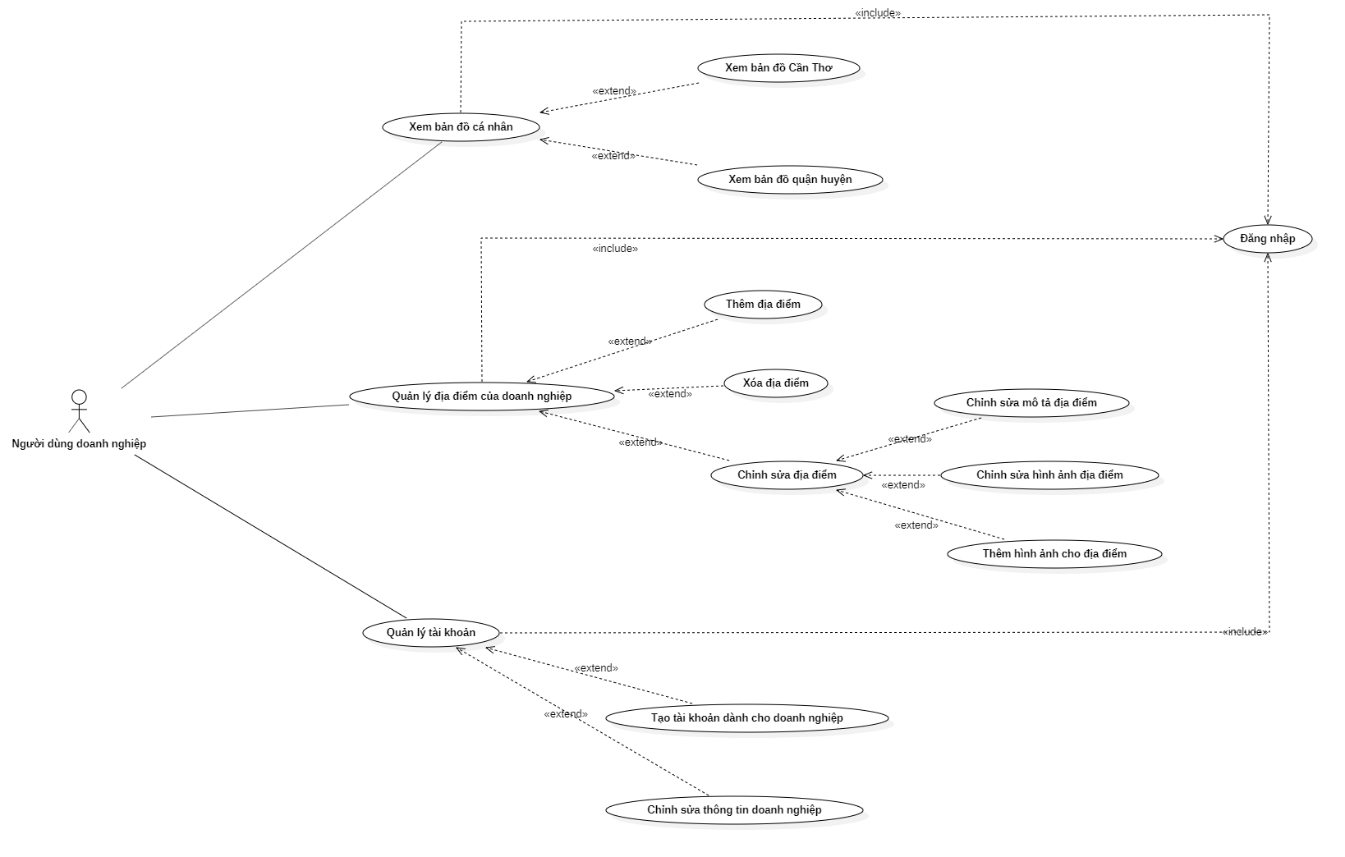 «include»
Xem bản đồ Cần Thơ
«extend»
Xem bản đồ cá nhân
«extend»
Xem bản đồ quận huyện
Đăng nhập
«include»
Thêm địa điểm
«extend»
Xóa địa điểm
«extend»
Quản lý địa điểm của doanh nghiệp
Chỉnh sửa mô tả địa điểm
«extend»
«extend»
Người dùng doanh nghiệp
Chỉnh sửa địa điểm
Chỉnh sửa hình ảnh địa điểm
«extend»
«extend»
Thêm hình ảnh cho địa điểm
Quản lý tài khoản
«include»
«extend»
«extend»
Tạo tài khoản dành cho doanh nghiệp
Chỉnh sửa thông tin doanh nghiệp